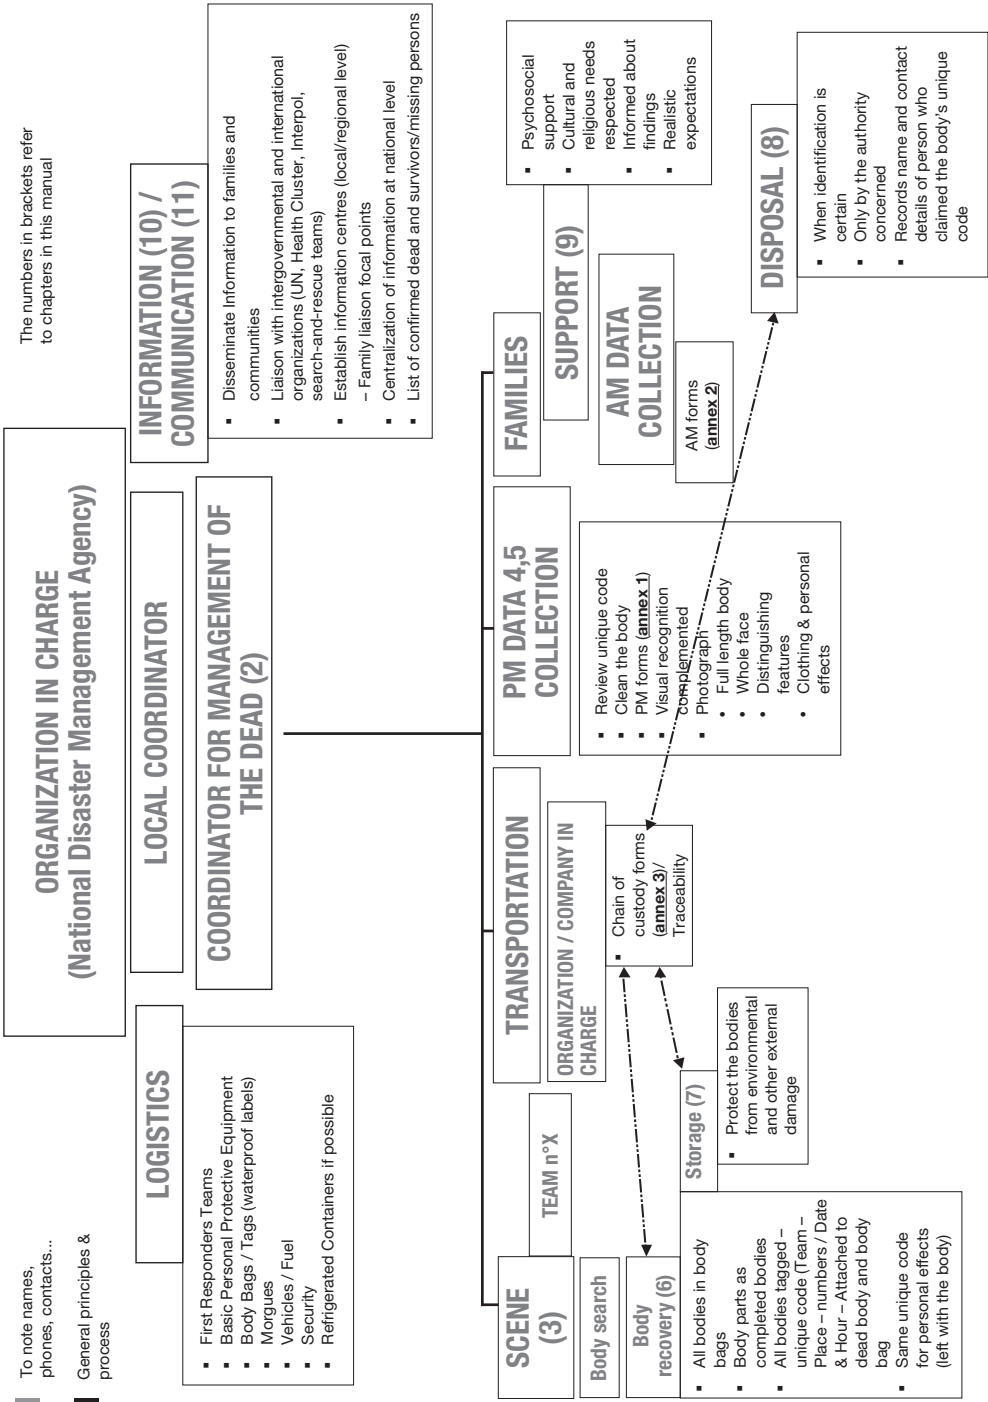 To note names,
phones, contacts...
General principles &
process
The numbers in brackets refer
to chapters in this manual
ORGANIZATION IN CHARGE
(National Disaster Management Agency)
LOGISTICS
▪ First Responders Teams
▪ Basic Personal Protective Equipment
▪ Body Bags / Tags (waterproof labels)
▪ Morgues
▪ Vehicles / Fuel
▪ Security
▪ Refrigerated Containers if possible
LOCAL COORDINATOR
COORDINATOR FOR MANAGEMENT OF
THE DEAD (2)
INFORMATION (10) /
COMMUNICATION (11)
▪ Disseminate Information to families and
communities
▪ Liaison with intergovernmental and international
organizations (UN, Health Cluster, Interpol,
search-and-rescue teams)
▪ Establish information centres (local/regional level)
– Family liaison focal points
▪ Centralization of information at national level
▪ List of confirmed dead and survivors/missing persons
SCENE
(3)
TEAM n°X
Body search
Body
recovery (6)
▪ All bodies in body
bags
▪ Body parts as
completed bodies
▪ All bodies tagged –
unique code (Team –
Place – numbers / Date
& Hour – Attached to
dead body and body
bag
▪ Same unique code
for personal effects
(left with the body)
Storage (7)
▪ Protect the bodies
from environmental
and other external
damage
TRANSPORTATION
ORGANIZATION / COMPANY IN
CHARGE
▪ Chain of
custody forms
(annex 3)/
Traceability
PM DATA 4,5
COLLECTION
▪ Review unique code
▪ Clean the body
▪ PM forms (annex 1)
▪ Visual recognition
complemented
▪ Photograph
• Full length body
• Whole face
• Distinguishing
features
• Clothing & personal
effects
FAMILIES
SUPPORT (9)
▪ Psychosocial
support
▪ Cultural and
religious needs
respected
▪ Informed about
findings
▪ Realistic
expectations
AM DATA
COLLECTION
AM forms
(annex 2)
DISPOSAL (8)
▪ When identification is
certain
▪ Only by the authority
concerned
▪ Records name and contact
details of person who
claimed the body's unique
code